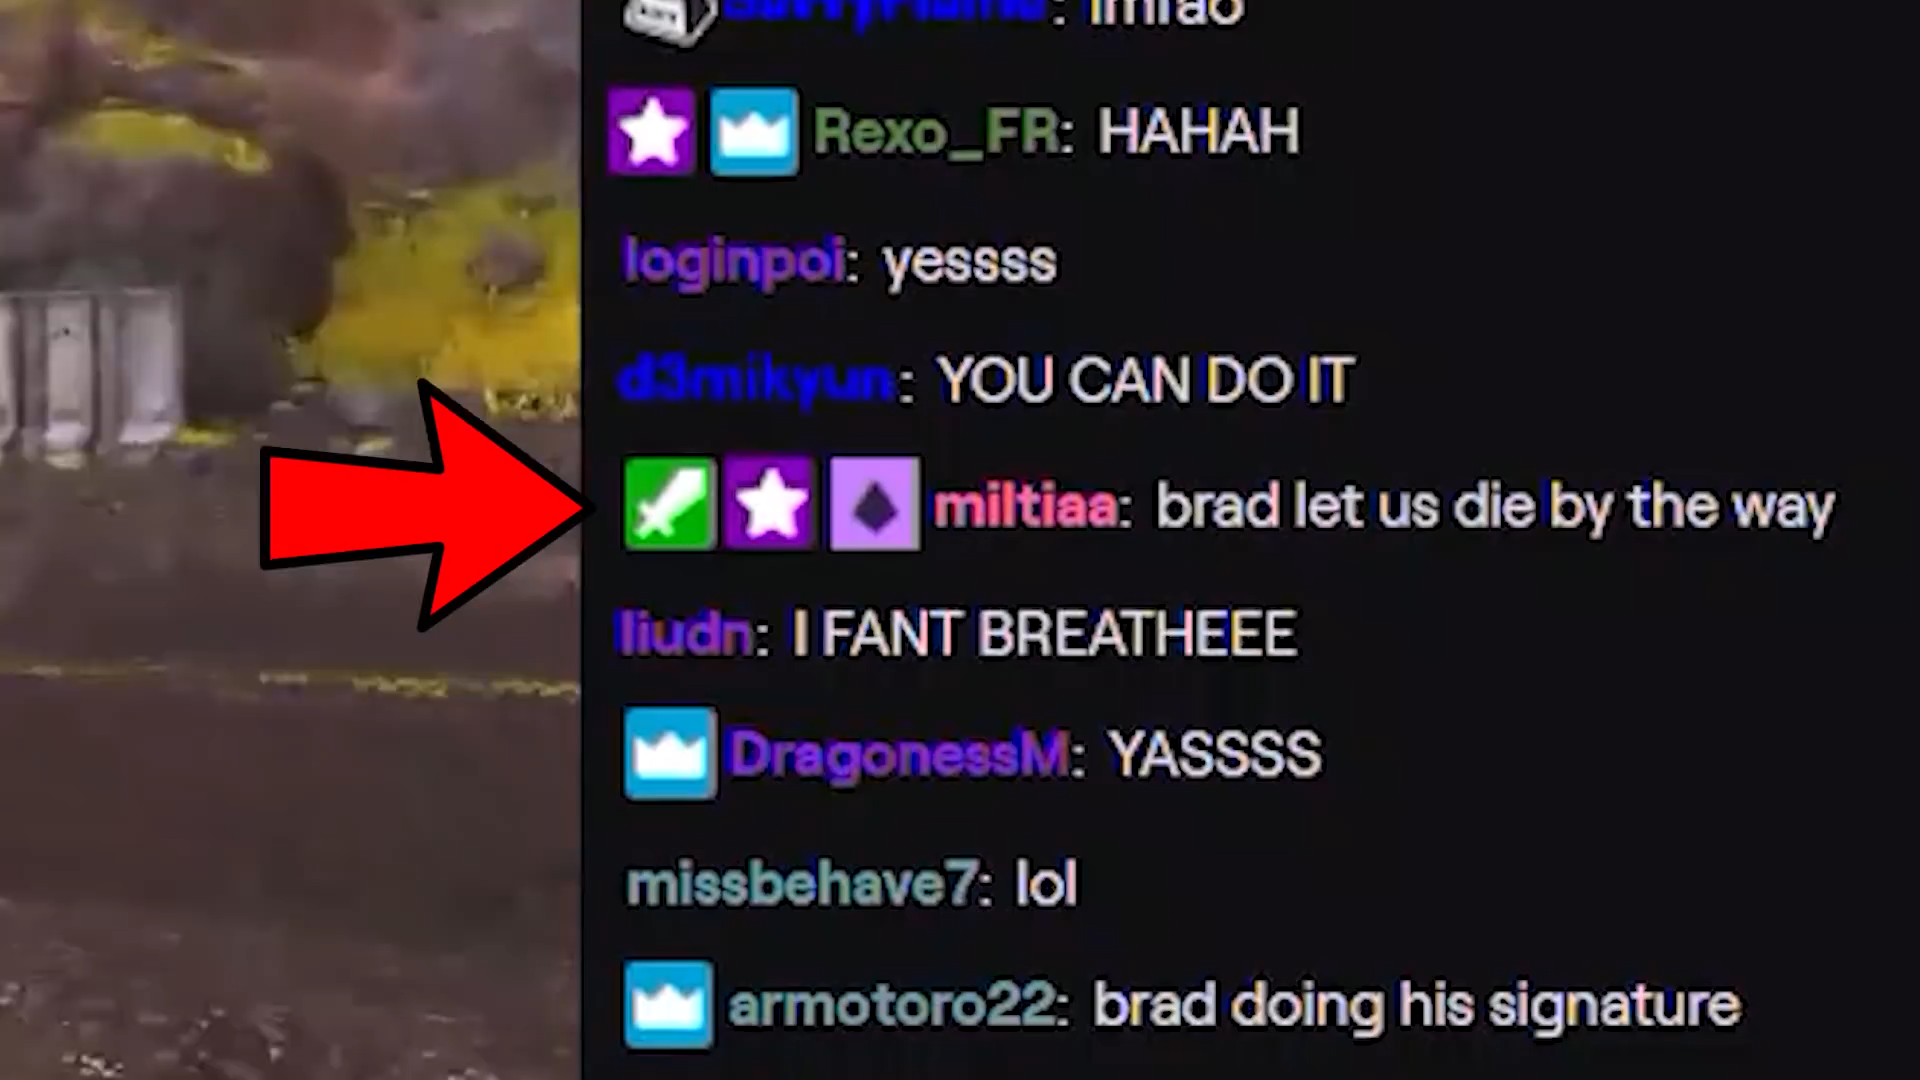 : lmfao
Rexo_FR: HAHAH
loginpoi: yessss
d3mikyun: YOU CAN DO IT
miltiaa: brad let us die by the way
liudn: I FANT BREATHEEE
DragonessM: YASSSS
missbehave7: lol
armotoro22: brad doing his signature